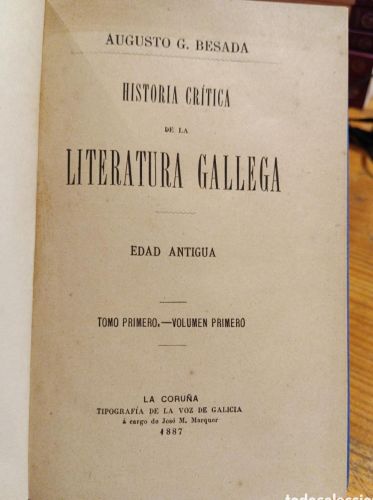 AUGUSTO G. BESADA
HISTORIA CRÍTICA
DE LA
LITERATURA GALLEGA
EDAD ANTIGUA
TOMO PRIMERO.—VOLUMEN PRIMERO
LA CORUÑA
TIPOGRAFÍA DE LA VOZ DE GALICIA
á cargo de José M. Marquer
1887
todocoleccion